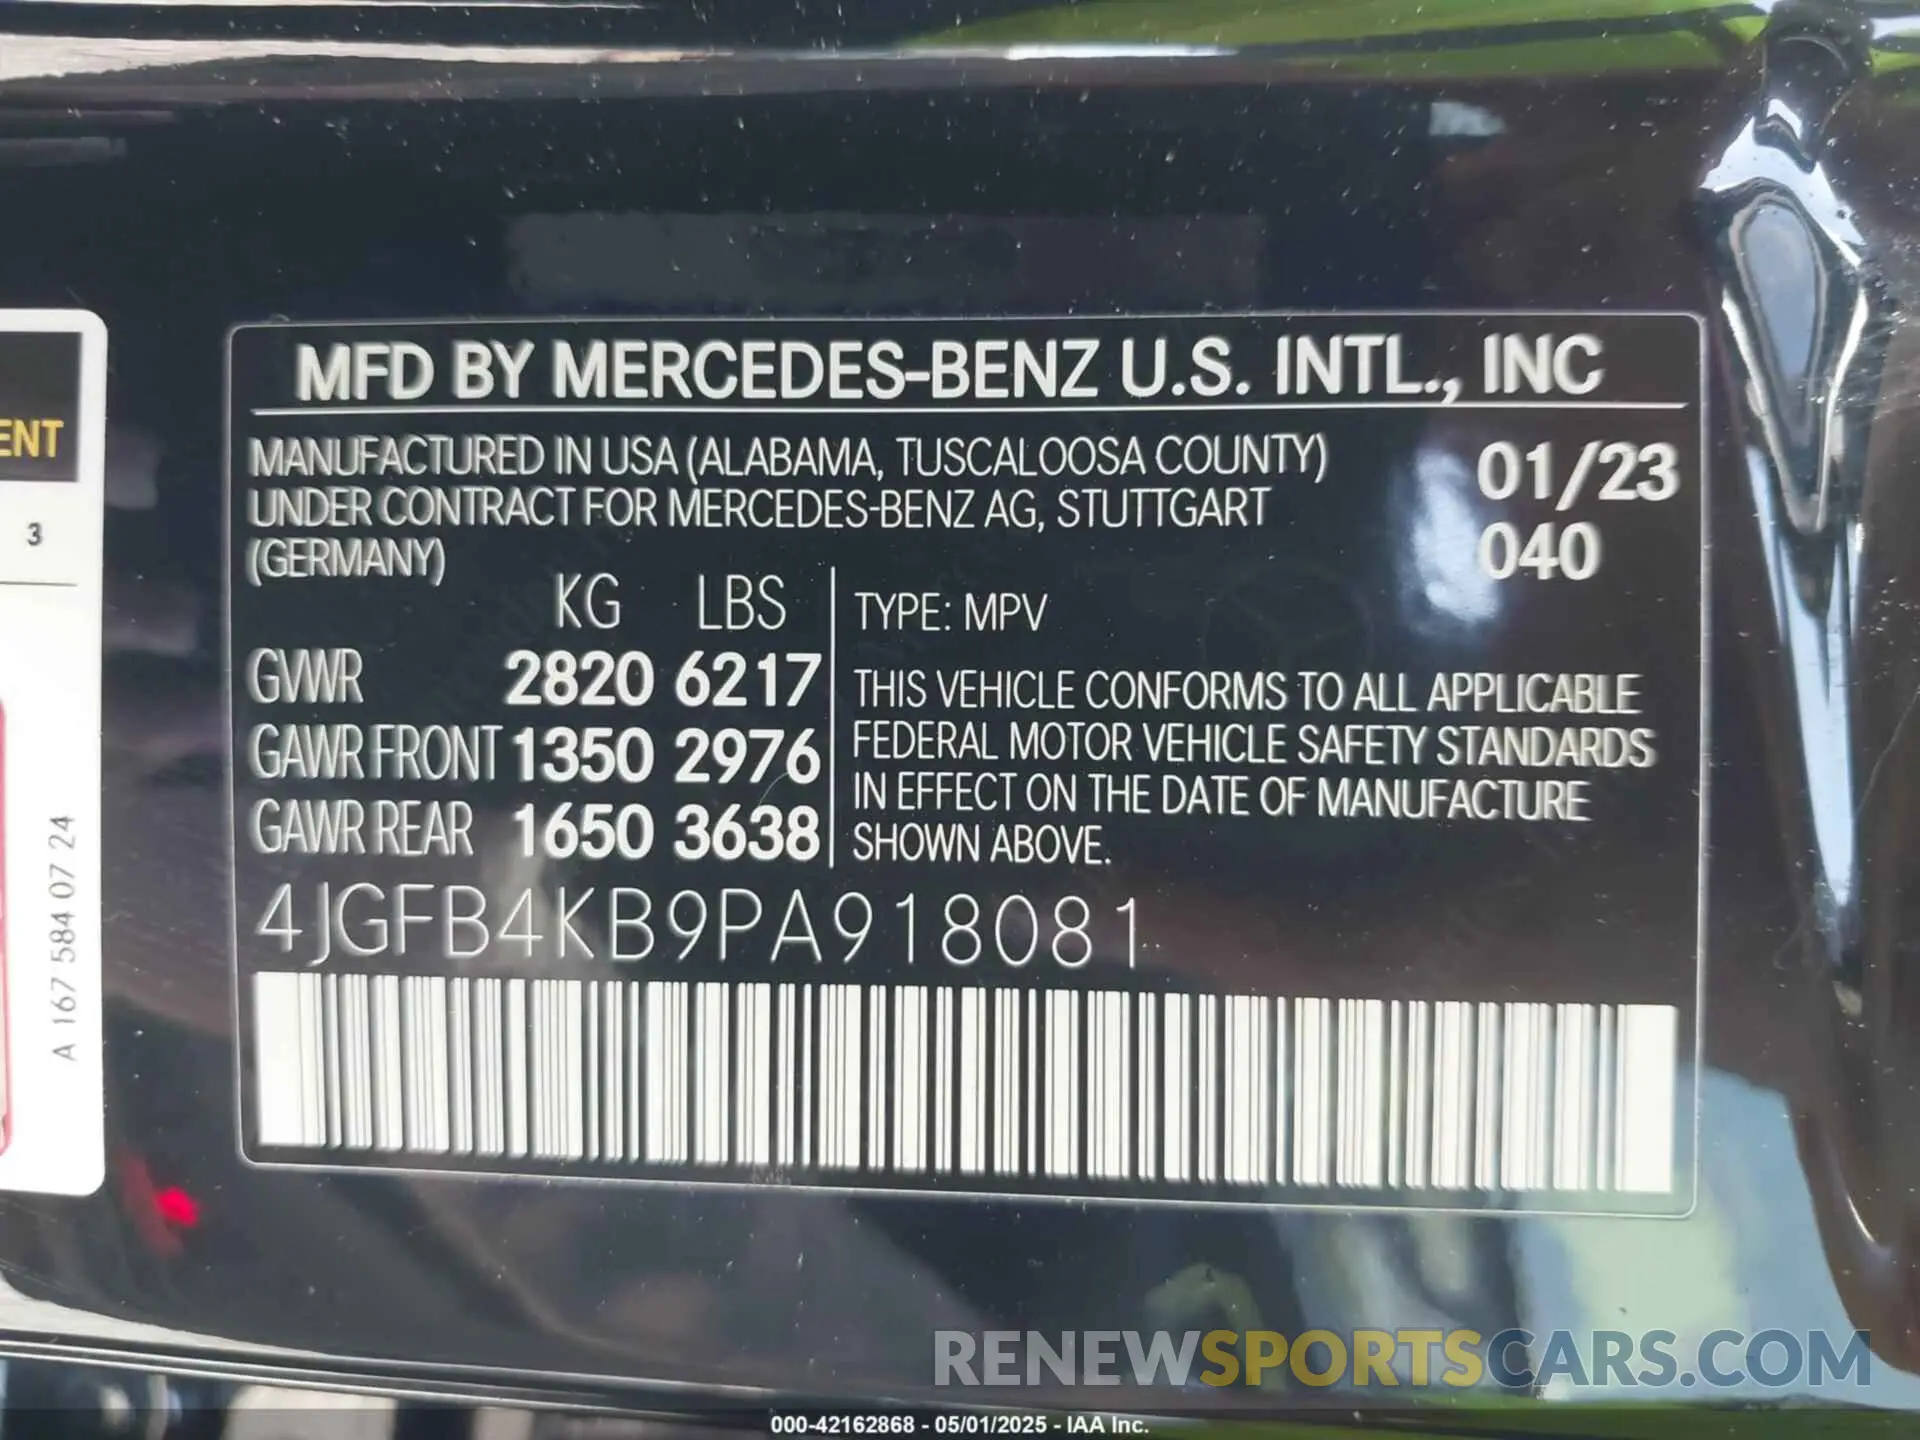 MFD BY MERCEDES-BENZ U.S. INTL., INC
MANUFACTURED IN USA (ALABAMA, TUSCALOOSA COUNTY)
UNDER CONTRACT FOR MERCEDES-BENZ AG, STUTTGART
(GERMANY)
01/23
040
KG LBS
GVWR 2820 6217
GAWR FRONT 1350 2976
GAWR REAR 1650 3638
TYPE: MPV
THIS VEHICLE CONFORMS TO ALL APPLICABLE
FEDERAL MOTOR VEHICLE SAFETY STANDARDS
IN EFFECT ON THE DATE OF MANUFACTURE
SHOWN ABOVE.
4JGFB4KB9PA918081
ENT
3
A 167 584 07 24
RENEWSPORTSCARS.COM
000-42162868 - 05/01/2025 - IAA Inc.